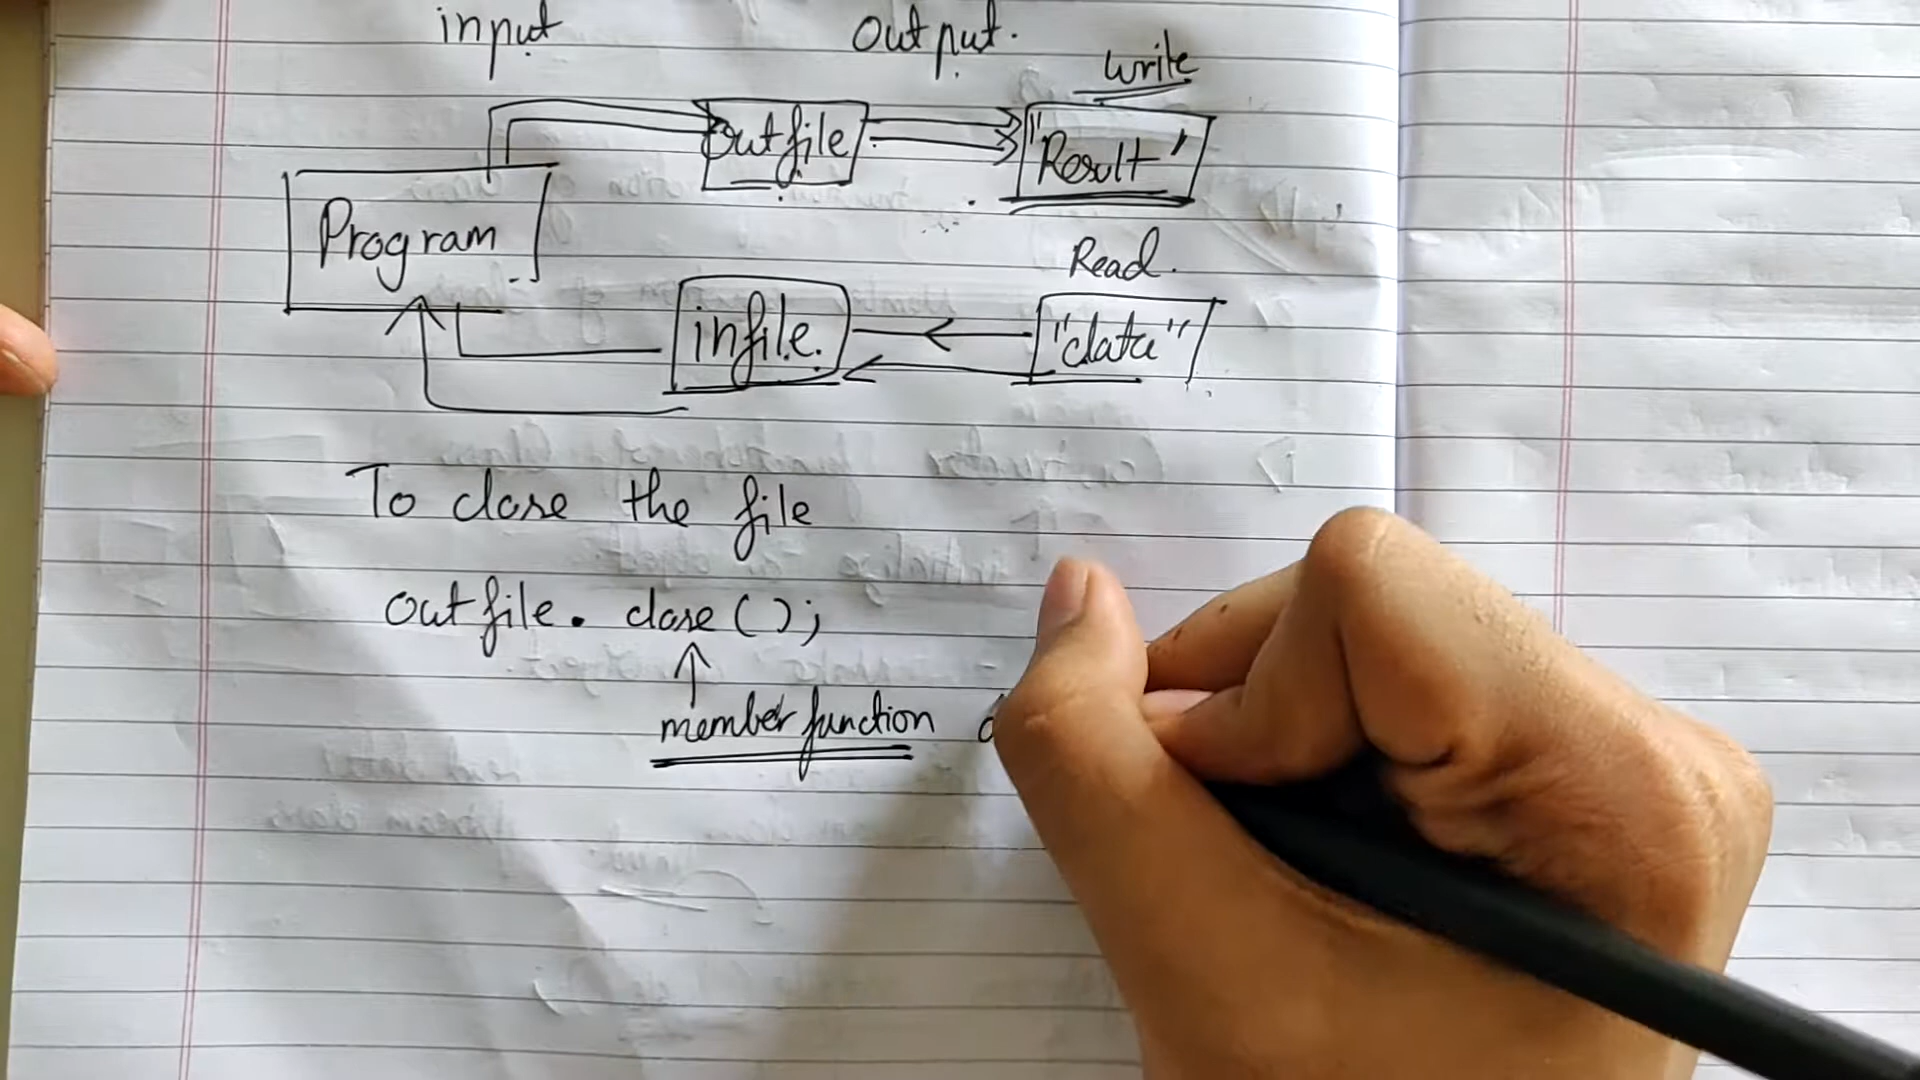 input output.
write
outfile "Result"
Program
Read.
infile. "data"
To close the file
outfile. close();
member function